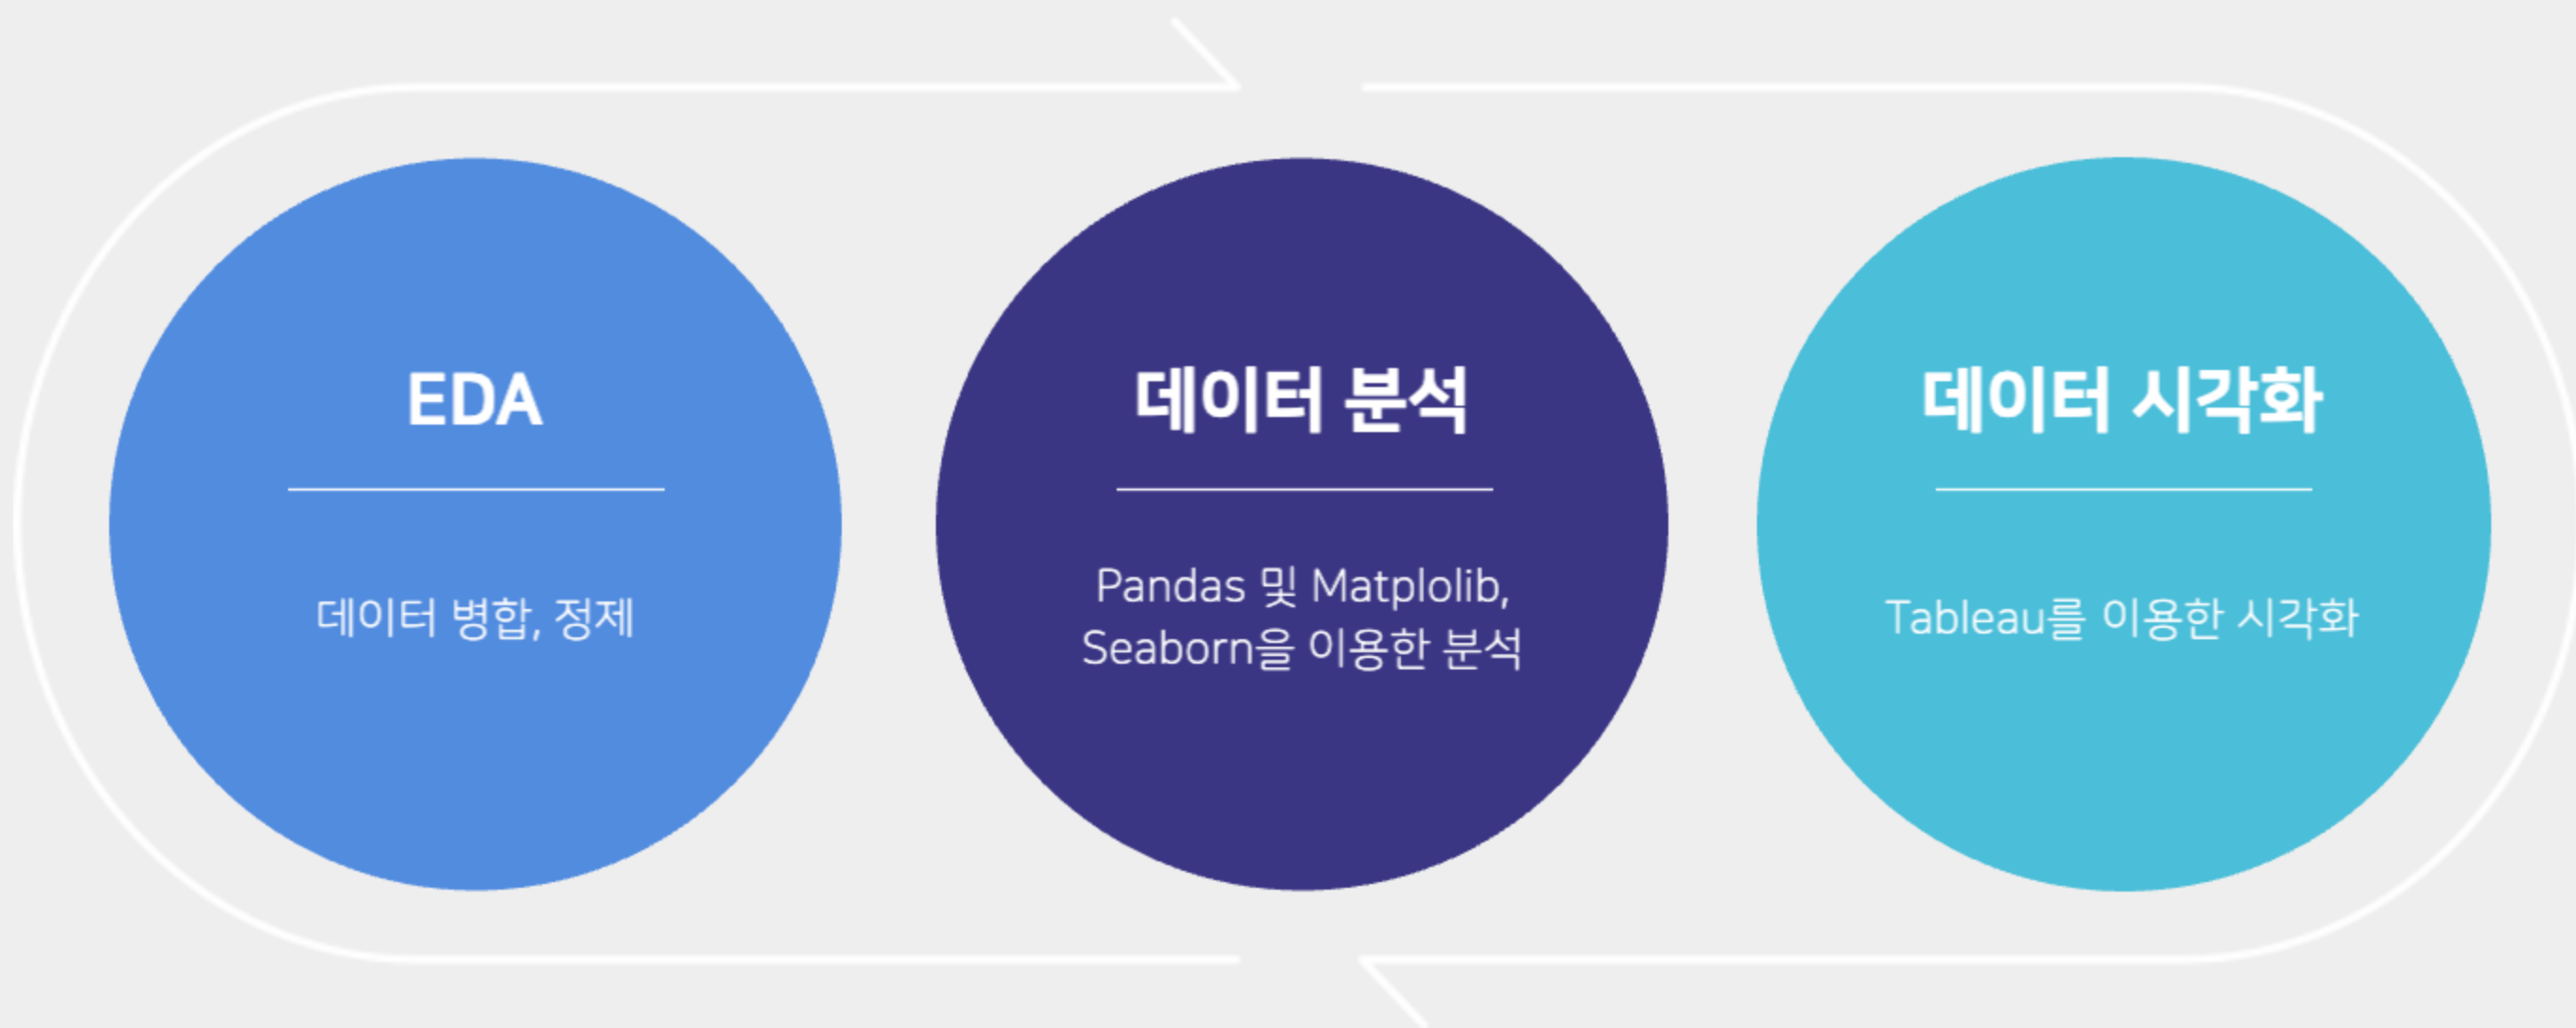 EDA
데이터 병합, 정제
데이터 분석
Pandas 및 Matplolib,
Seaborn을 이용한 분석
데이터 시각화
Tableau를 이용한 시각화